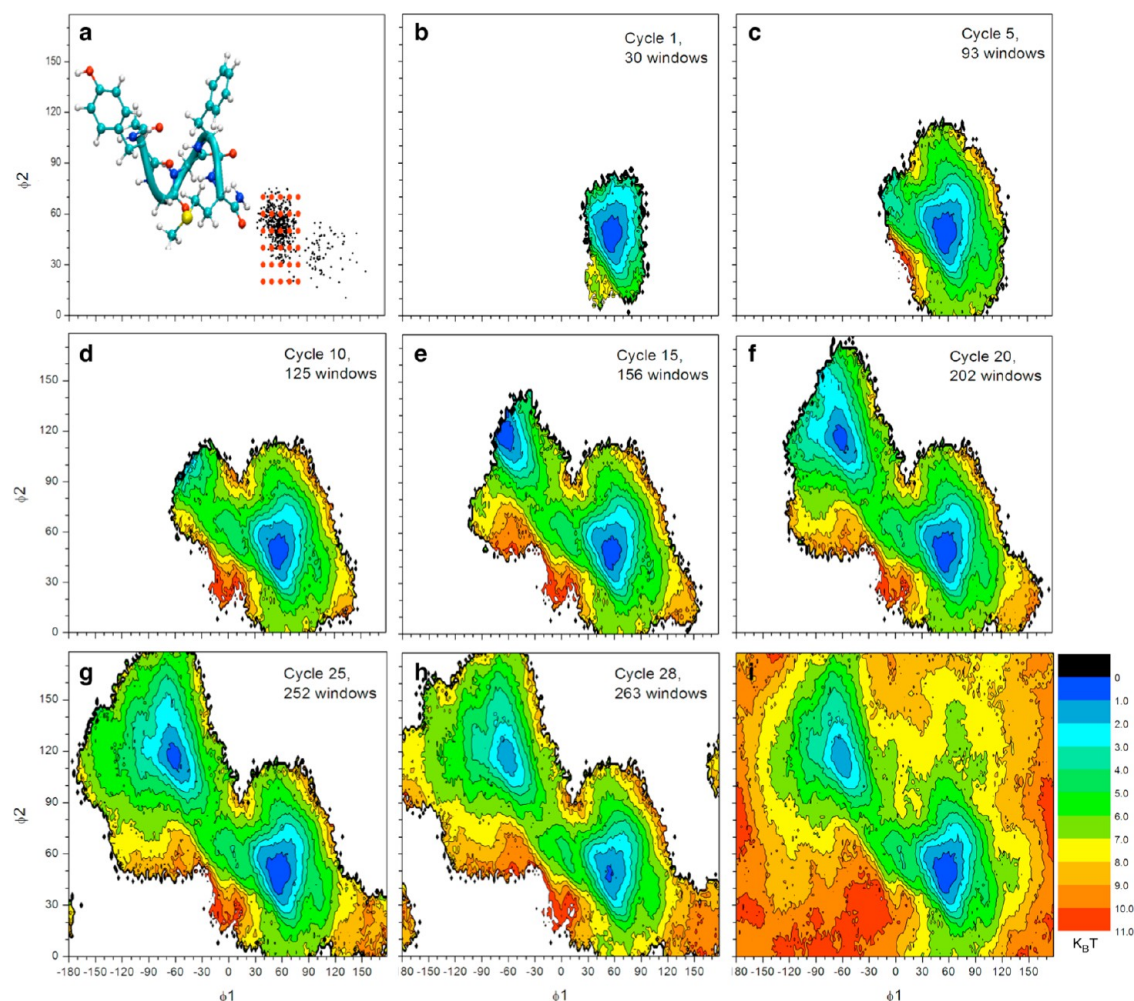 a
b
Cycle 1,
30 windows
c
Cycle 5,
93 windows
150
120
90
60
30
0
ϕ2
d
Cycle 10,
125 windows
e
Cycle 15,
156 windows
f
Cycle 20,
202 windows
150
120
90
60
30
0
ϕ2
g
Cycle 25,
252 windows
h
Cycle 28,
263 windows
i
150
120
90
60
30
0
ϕ2
-180 -150 -120 -90 -60 -30 0 30 60 90 120 150
-180 -150 -120 -90 -60 -30 0 30 60 90 120 150
180 -150 -120 -90 -60 -30 0 30 60 90 120 150
ϕ1
ϕ1
ϕ1
0
1.0
2.0
3.0
4.0
5.0
6.0
7.0
8.0
9.0
10.0
11.0
KBT